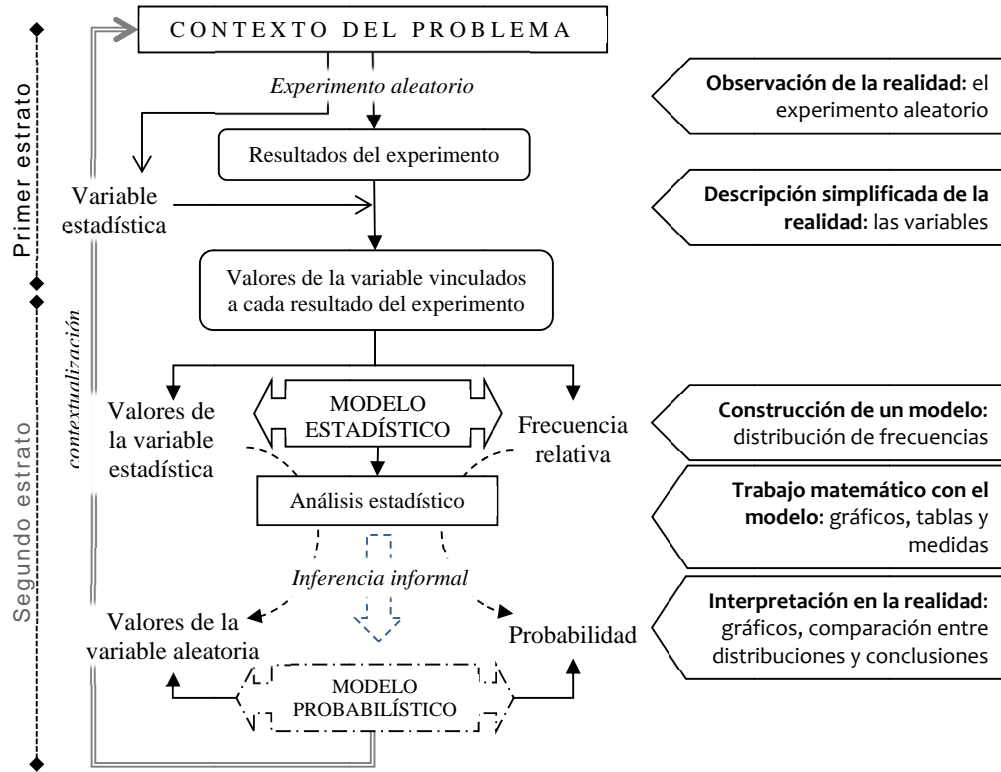 CONTEXTO DEL PROBLEMA
Experimento aleatorio
Resultados del experimento
Variable
estadística
Valores de la variable vinculados
a cada resultado del experimento
Valores de
la variable
estadística
MODELO
ESTADÍSTICO
Frecuencia
relativa
Análisis estadístico
Inferencia informal
Valores de la
variable aleatoria
Probabilidad
MODELO
PROBABILÍSTICO
Primer estrato
Segundo estrato
contextualización
Observación de la realidad: el
experimento aleatorio
Descripción simplificada de la
realidad: las variables
Construcción de un modelo:
distribución de frecuencias
Trabajo matemático con el
modelo: gráficos, tablas y
medidas
Interpretación en la realidad:
gráficos, comparación entre
distribuciones y conclusiones